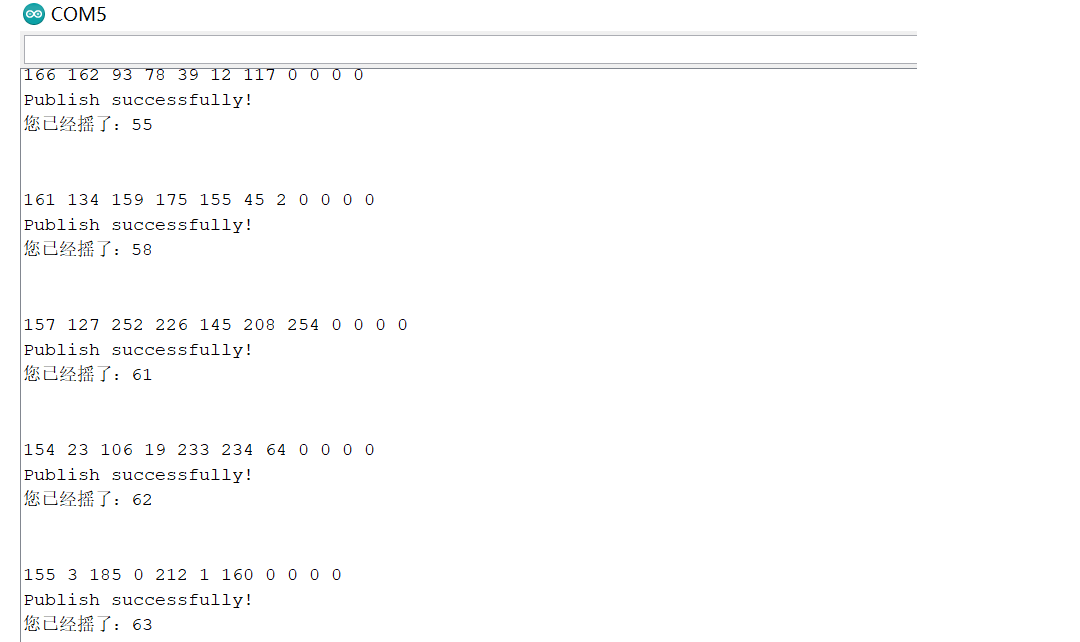 COM5
166 162 93 78 39 12 117 0 0 0 0
Publish successfully!
您已经摇了：55
161 134 159 175 155 45 2 0 0 0 0
Publish successfully!
您已经摇了：58
157 127 252 226 145 208 254 0 0 0 0
Publish successfully!
您已经摇了：61
154 23 106 19 233 234 64 0 0 0 0
Publish successfully!
您已经摇了：62
155 3 185 0 212 1 160 0 0 0 0
Publish successfully!
您已经摇了：63